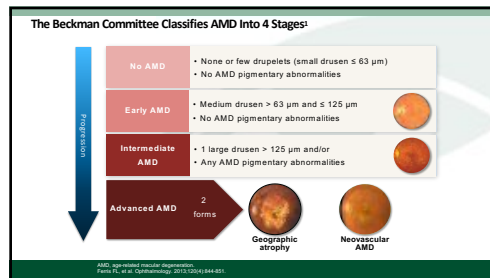 The Beckman Committee Classifies AMD Into 4 Stages¹
Progression
No AMD
• None or few drupelets (small drusen ≤ 63 µm)
• No AMD pigmentary abnormalities
Early AMD
• Medium drusen > 63 µm and ≤ 125 µm
• No AMD pigmentary abnormalities
Intermediate
AMD
• 1 large drusen > 125 µm and/or
• Any AMD pigmentary abnormalities
Advanced AMD
2
forms
Geographic
atrophy
Neovascular
AMD
AMD, age-related macular degeneration.
Ferris FL, et al. Ophthalmology. 2013;120(4):844-851.